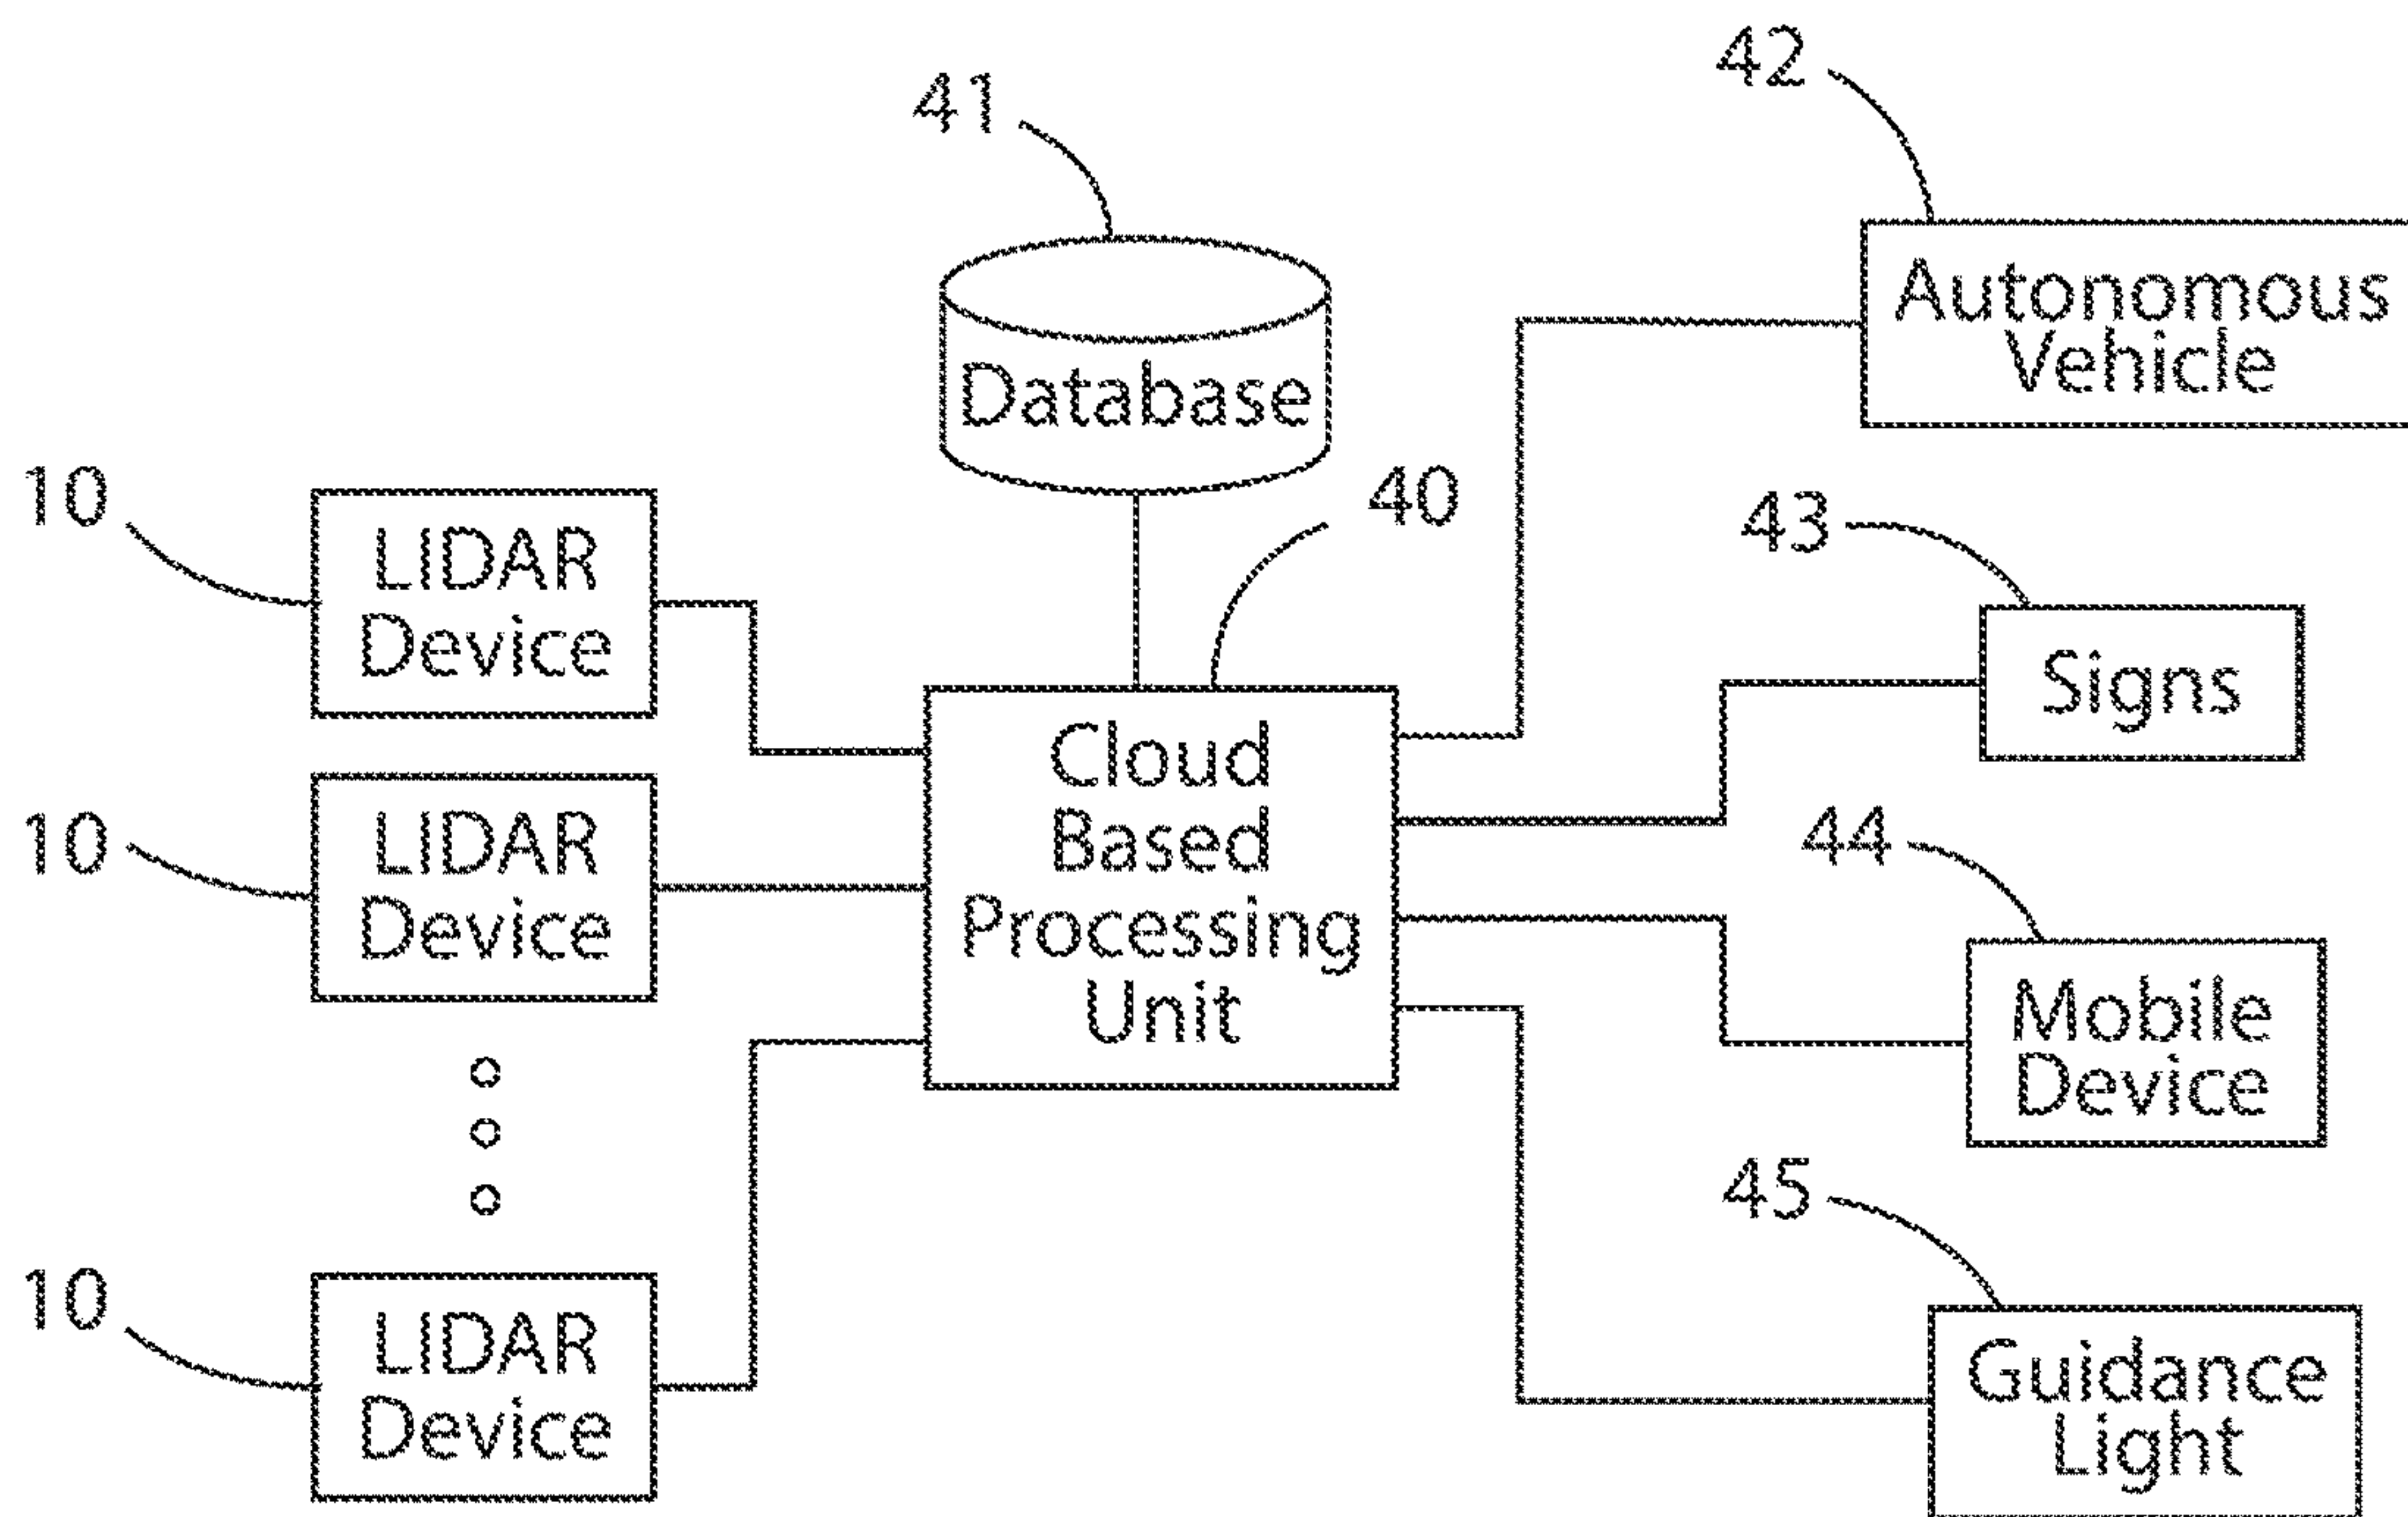 41
42
Autonomous
Vehicle
Database
10
LIDAR
Device
40
43
Signs
Cloud
Based
Processing
Unit
10
LIDAR
Device
44
Mobile
Device
45
10
LIDAR
Device
Guidance
Light